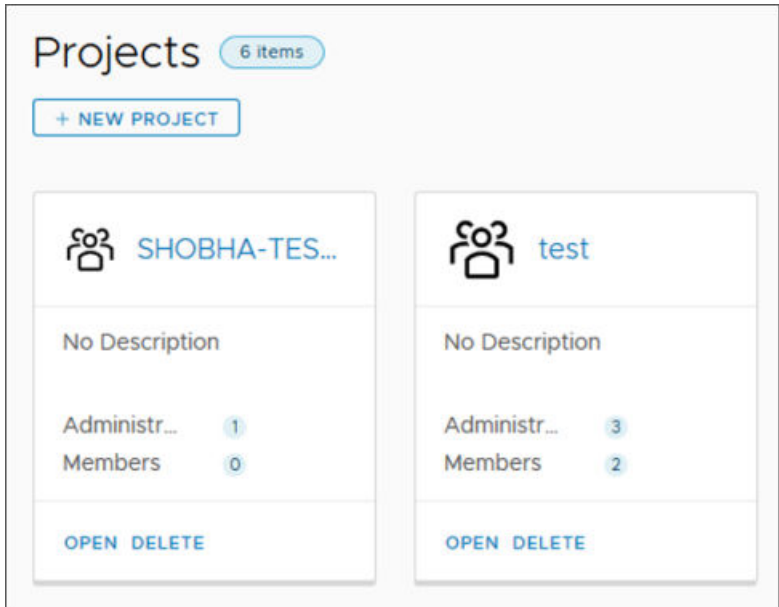 Projects 6 items
+ NEW PROJECT
SHOBHA-TES...
No Description
Administr... 1
Members 0
OPEN DELETE
test
No Description
Administr... 3
Members 2
OPEN DELETE